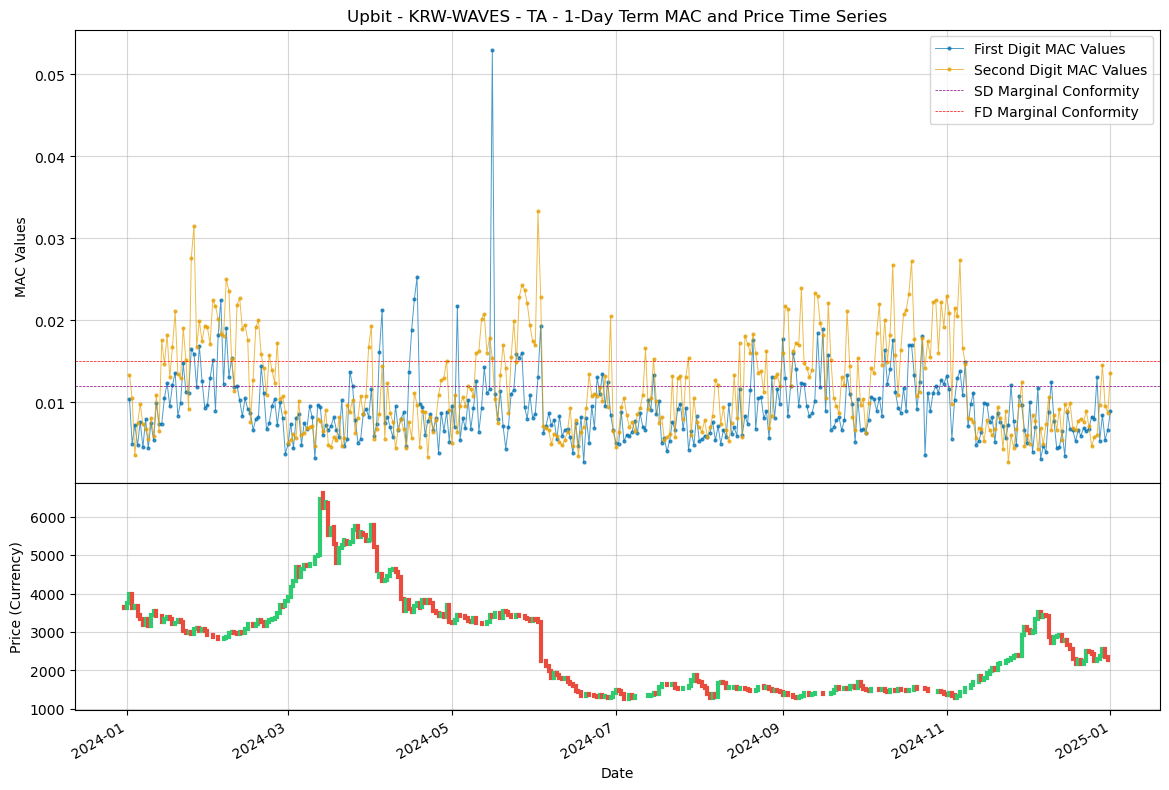 Upbit - KRW-WAVES - TA - 1-Day Term MAC and Price Time Series
First Digit MAC Values
Second Digit MAC Values
SD Marginal Conformity
FD Marginal Conformity
MAC Values
0.05
0.04
0.03
0.02
0.01
Price (Currency)
6000
5000
4000
3000
2000
1000
2024-01
2024-03
2024-05
2024-07
2024-09
2024-11
2025-01
Date